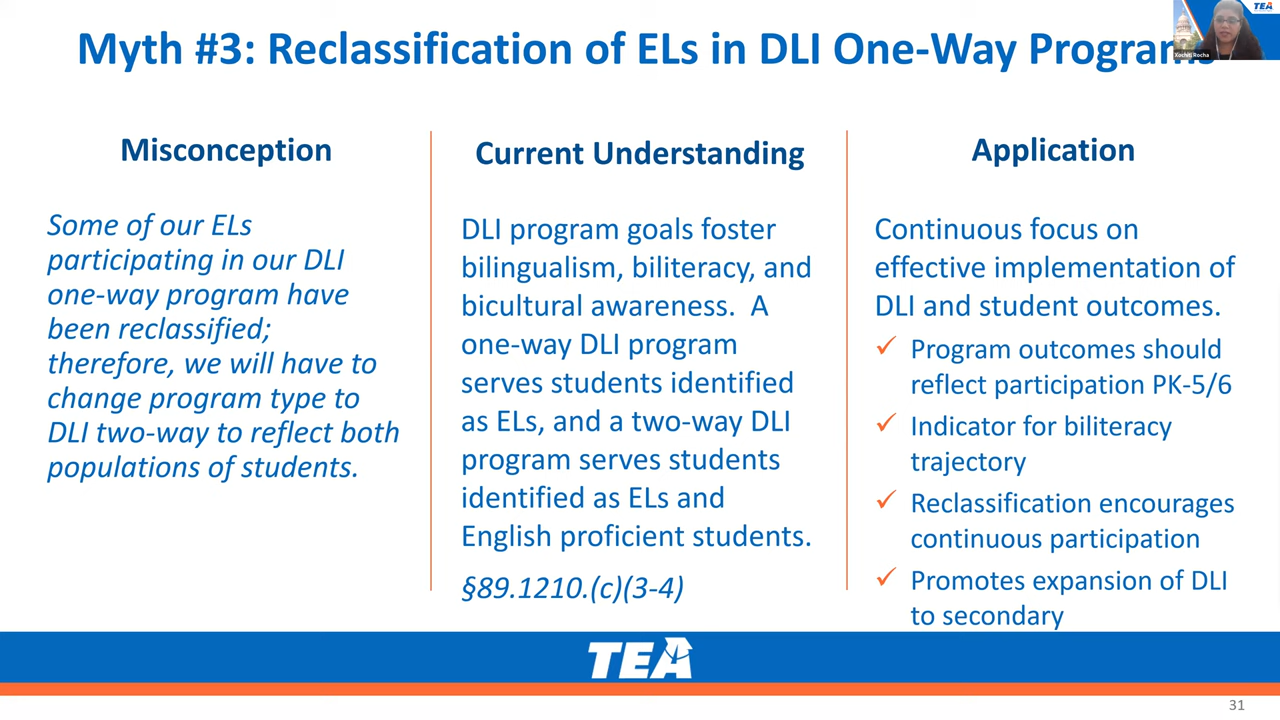 Myth #3: Reclassification of ELs in DLI One-Way Programs
TEA
Xochitl Rocha
Misconception
Some of our ELs
participating in our DLI
one-way program have
been reclassified;
therefore, we will have to
change program type to
DLI two-way to reflect both
populations of students.
Current Understanding
DLI program goals foster
bilingualism, biliteracy, and
bicultural awareness. A
one-way DLI program
serves students identified
as ELs, and a two-way DLI
program serves students
identified as ELs and
English proficient students.
§89.1210.(c)(3-4)
Application
Continuous focus on
effective implementation of
DLI and student outcomes.
✓ Program outcomes should
reflect participation PK-5/6
✓ Indicator for biliteracy
trajectory
✓ Reclassification encourages
continuous participation
✓ Promotes expansion of DLI
to secondary
TEA
31